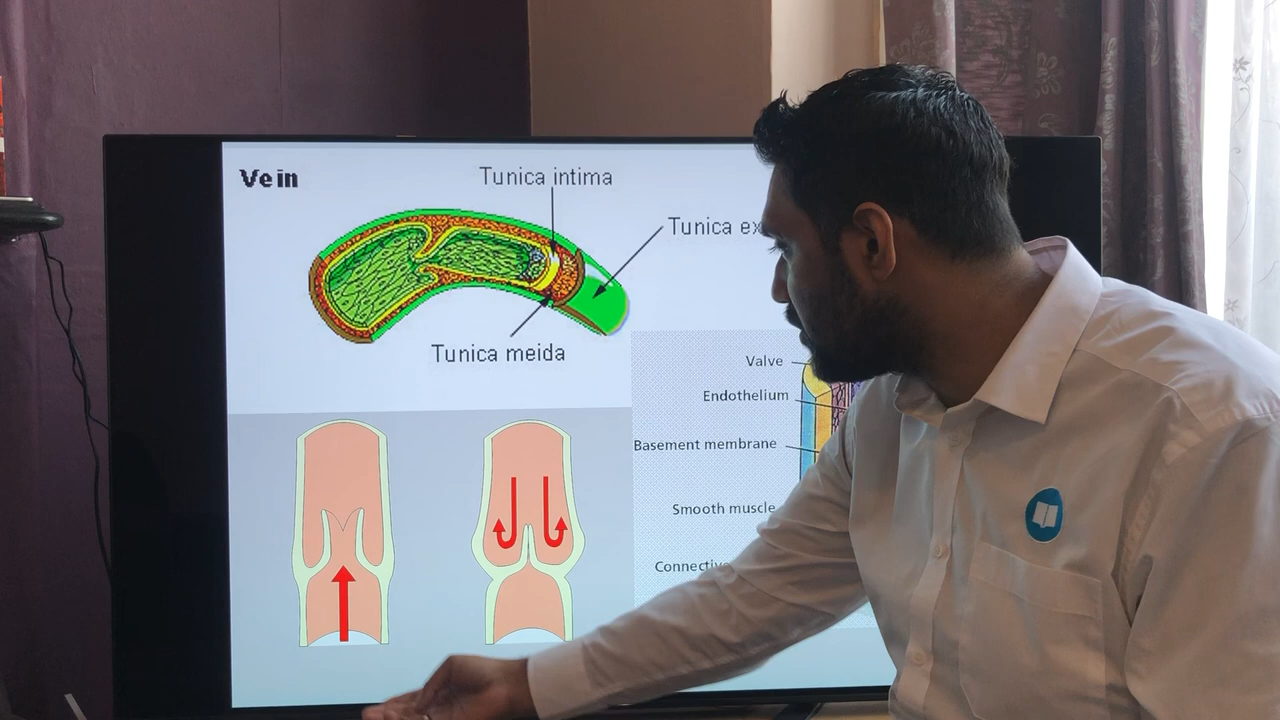 Vein
Tunica intima
Tunica ex
Tunica meida
Valve
Endothelium
Basement membrane
Smooth muscle
Connective